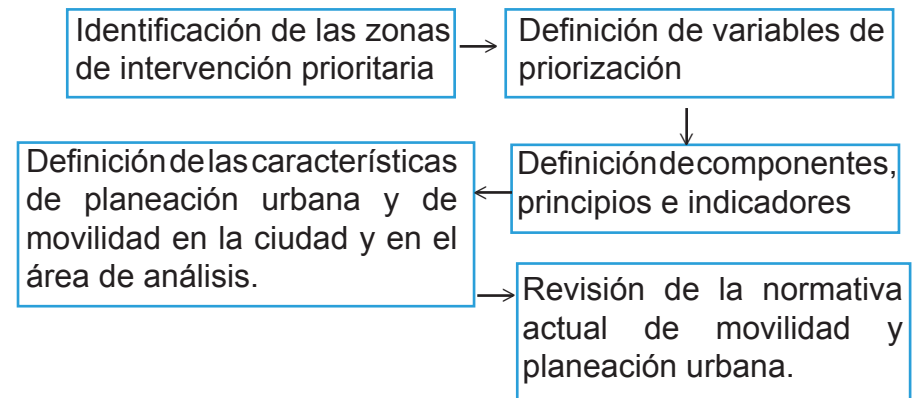 Identificación de las zonas
de intervención prioritaria
Definición de variables de
priorización
Definición de componentes,
principios e indicadores
Definición de las características
de planeación urbana y de
movilidad en la ciudad y en el
área de análisis.
Revisión de la normativa
actual de movilidad y
planeación urbana.